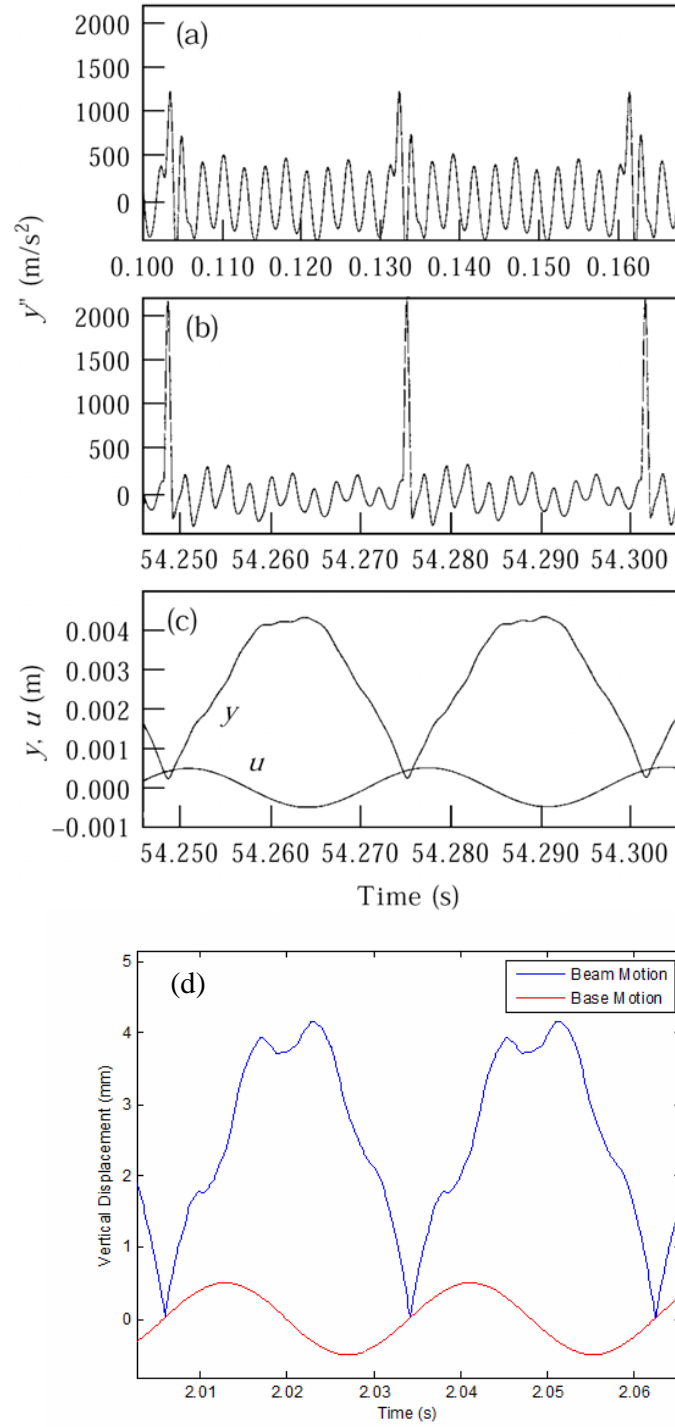 (a)
2000
1500
1000
500
0
0.100 0.110 0.120 0.130 0.140 0.150 0.160
y" (m/s²)
(b)
2000
1500
1000
500
0
54.250 54.260 54.270 54.280 54.290 54.300
(c)
0.004
0.003
0.002
0.001
0.000
−0.001
y, u (m)
y
u
54.250 54.260 54.270 54.280 54.290 54.300
Time (s)
(d)
Beam Motion
Base Motion
5
4
3
2
1
0
Vertical Displacement (mm)
2.01 2.02 2.03 2.04 2.05 2.06
Time (s)